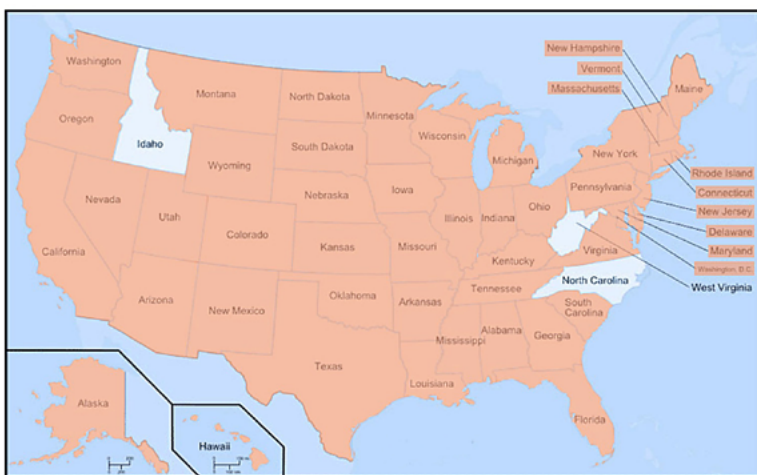 New Hampshire
Vermont
Massachusetts
Washington
Montana
North Dakota
Minnesota
Maine
Oregon
Idaho
Wyoming
South Dakota
Wisconsin
Michigan
New York
Rhode Island
Connecticut
Nevada
Nebraska
Iowa
Pennsylvania
New Jersey
Utah
Colorado
Illinois
Indiana
Ohio
Delaware
California
Kansas
Missouri
Kentucky
Virginia
Maryland
Washington, D.C.
Arizona
New Mexico
Oklahoma
Arkansas
Tennessee
North Carolina
West Virginia
South
Carolina
Texas
Mississippi
Alabama
Georgia
Louisiana
Florida
Alaska
Hawaii